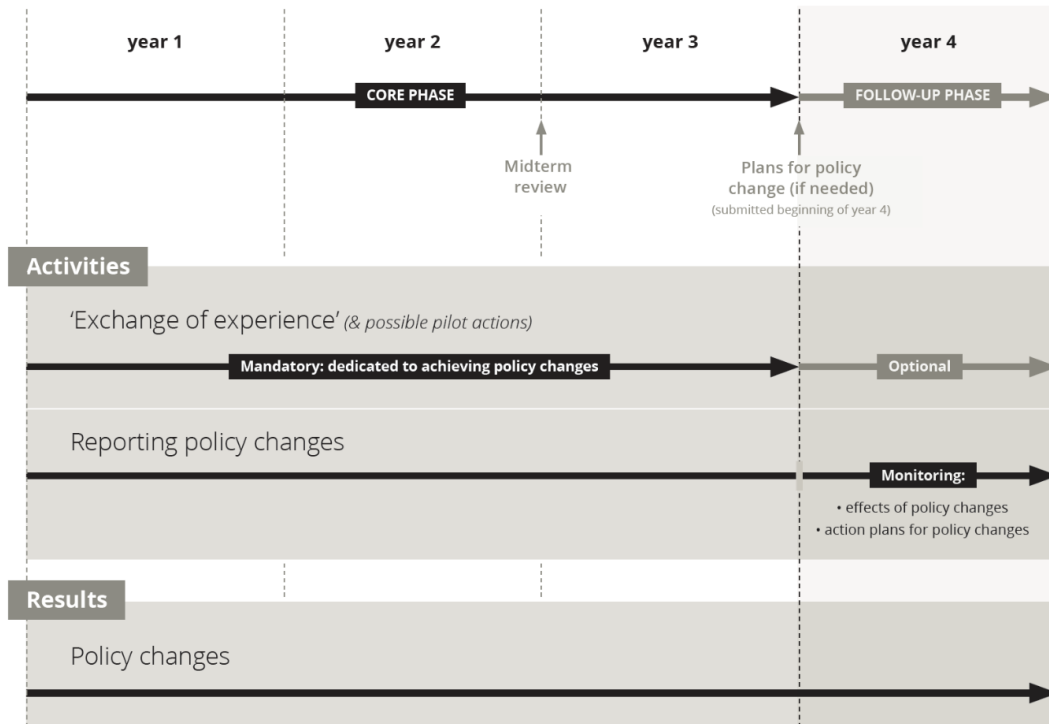 year 1
year 2
year 3
year 4
CORE PHASE
FOLLOW-UP PHASE
Midterm
review
Plans for policy
change (if needed)
(submitted beginning of year 4)
Activities
‘Exchange of experience’ (& possible pilot actions)
Mandatory: dedicated to achieving policy changes
Optional
Reporting policy changes
Monitoring:
• effects of policy changes
• action plans for policy changes
Results
Policy changes